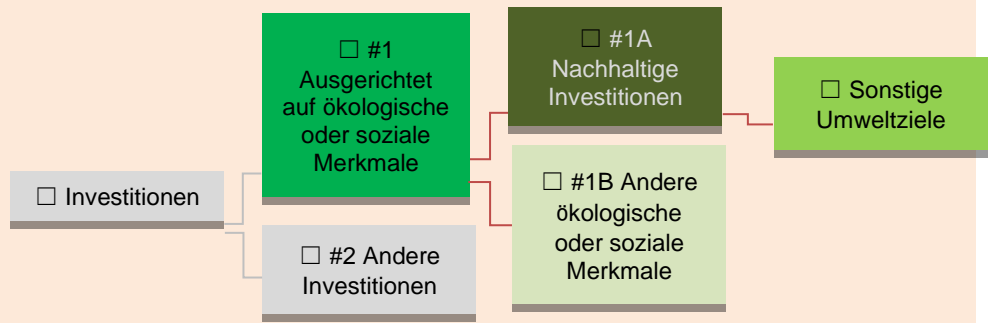 ☐ Investitionen
☐ #1
Ausgerichtet
auf ökologische
oder soziale
Merkmale
☐ #2 Andere
Investitionen
☐ #1A
Nachhaltige
Investitionen
☐ #1B Andere
ökologische
oder soziale
Merkmale
☐ Sonstige
Umweltziele